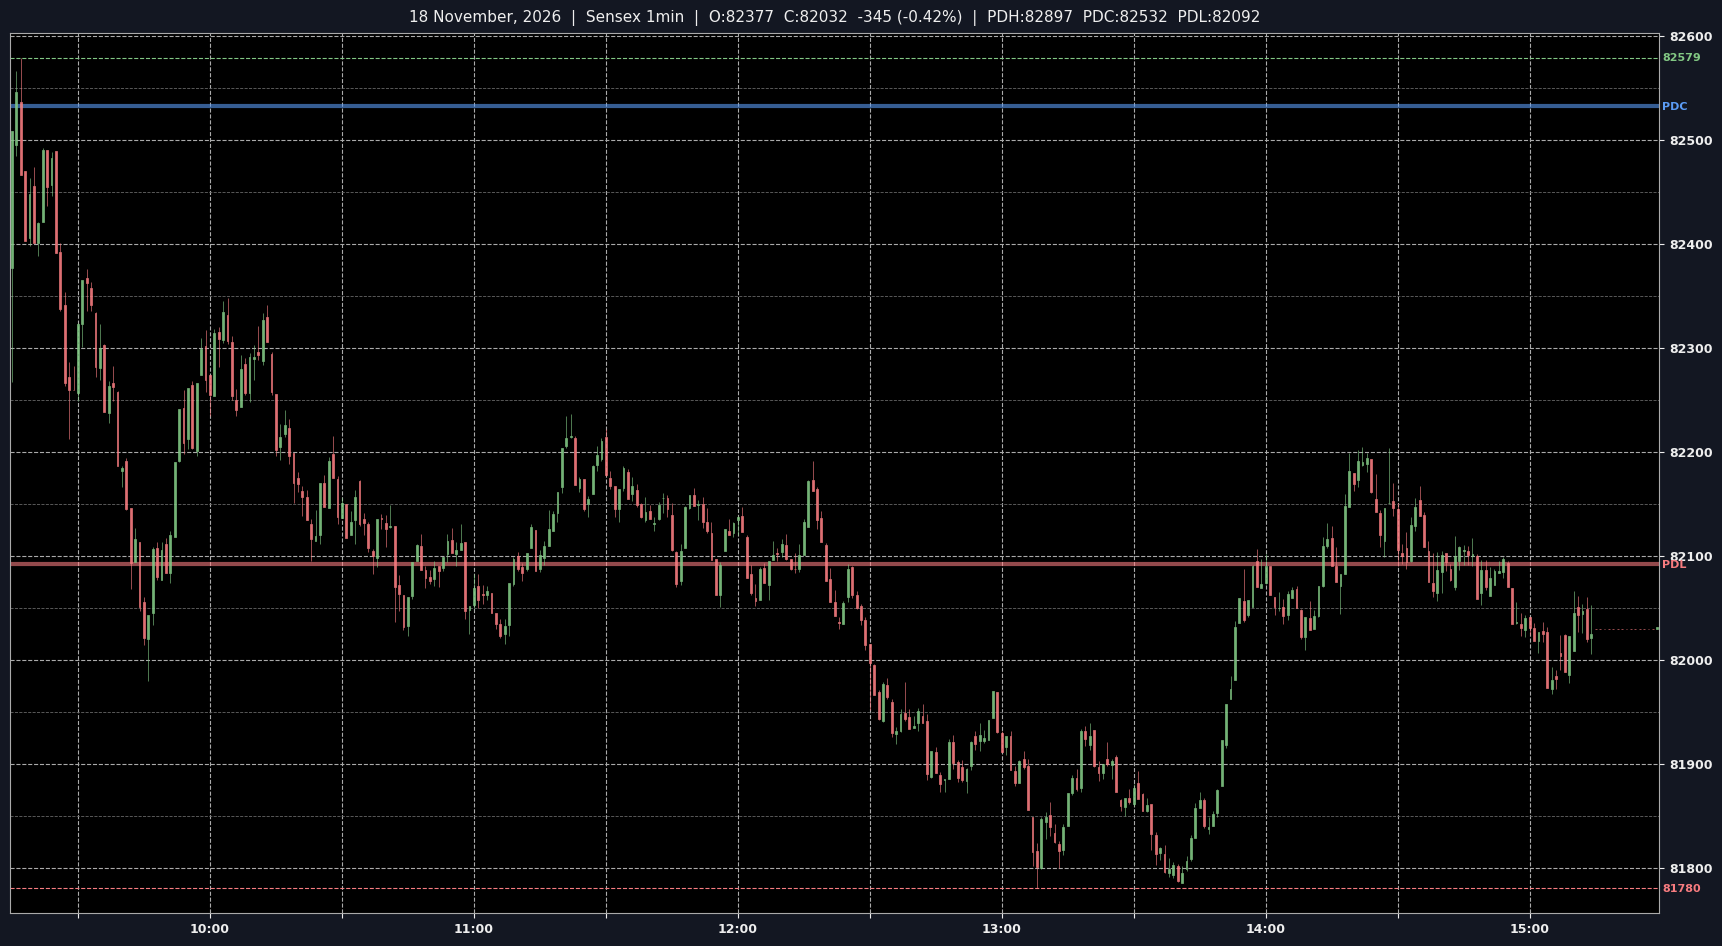 18 November, 2026 | Sensex 1min | O:82377 C:82032 -345 (-0.42%) | PDH:82897 PDC:82532 PDL:82092
82600
82579
PDC
82500
82400
82300
82200
82100
PDL
82000
81900
81800
81780
10:00 11:00 12:00 13:00 14:00 15:00